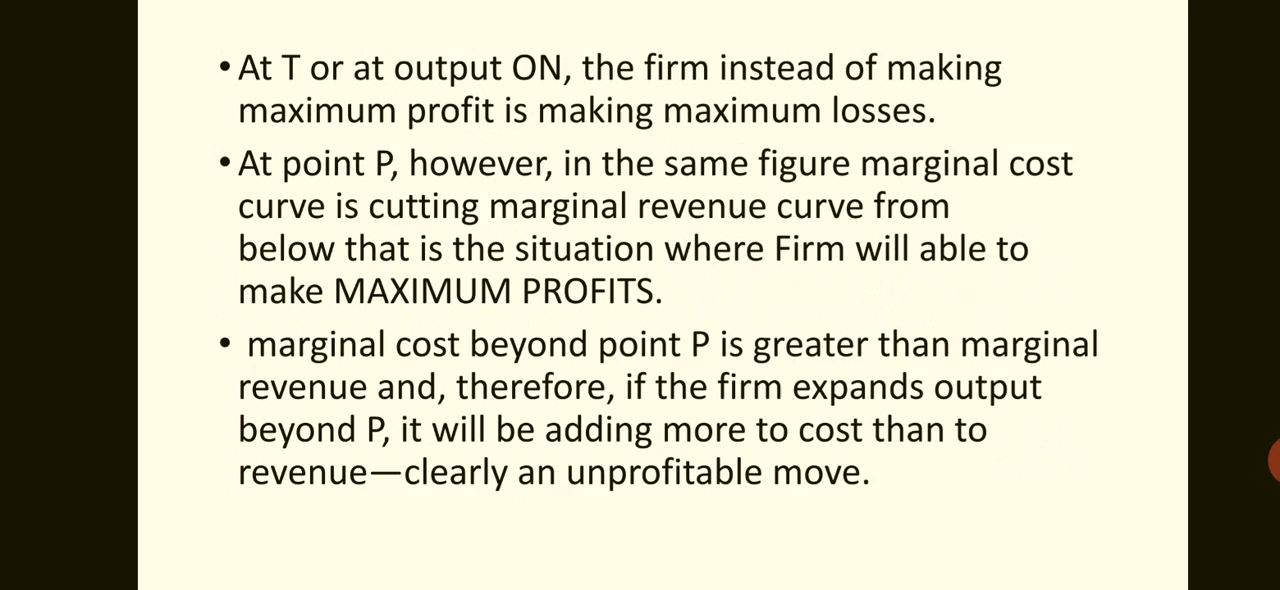 • At T or at output ON, the firm instead of making
maximum profit is making maximum losses.
• At point P, however, in the same figure marginal cost
curve is cutting marginal revenue curve from
below that is the situation where Firm will able to
make MAXIMUM PROFITS.
• marginal cost beyond point P is greater than marginal
revenue and, therefore, if the firm expands output
beyond P, it will be adding more to cost than to
revenue—clearly an unprofitable move.